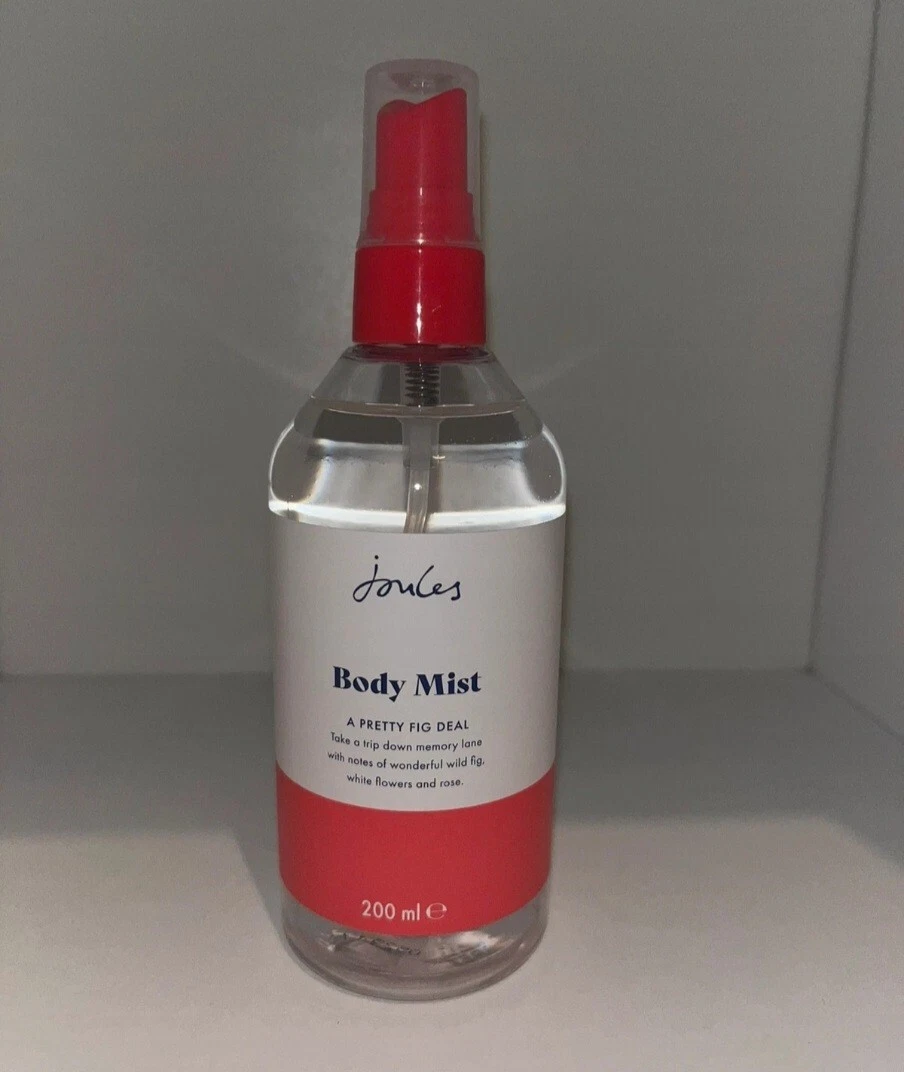 joules
Body Mist
A PRETTY FIG DEAL
Take a trip down memory lane
with notes of wonderful wild fig,
white flowers and rose.
200 ml ℮